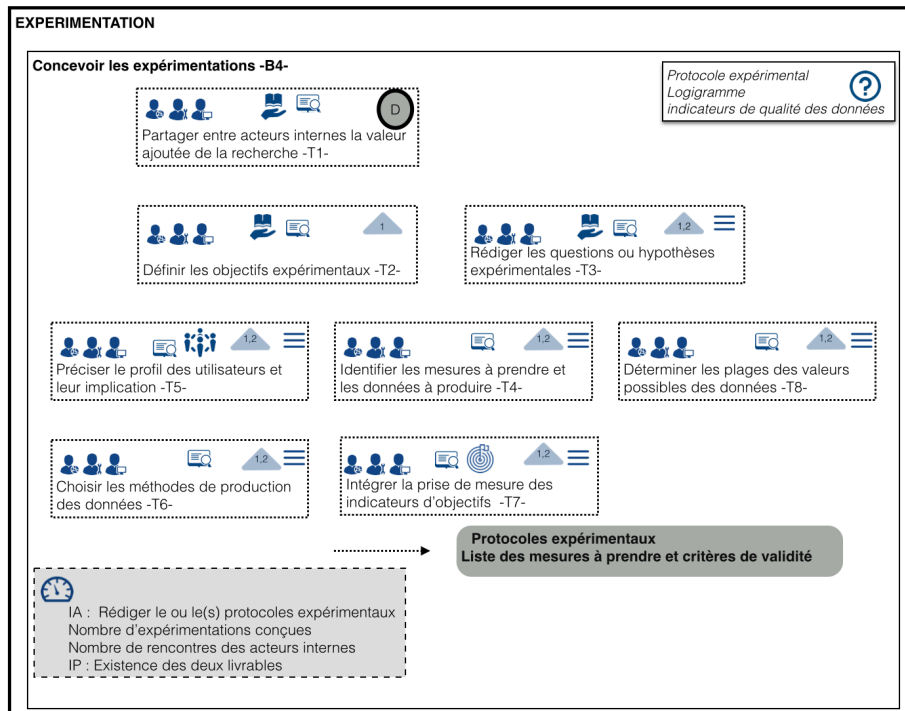 EXPERIMENTATION
Concevoir les expérimentations -B4-
Protocole expérimental
Logigramme
indicateurs de qualité des données
?
D
Partager entre acteurs internes la valeur
ajoutée de la recherche -T1-
1
Définir les objectifs expérimentaux -T2-
1,2
Rédiger les questions ou hypothèses
expérimentales -T3-
1,2
Préciser le profil des utilisateurs et
leur implication -T5-
1,2
Identifier les mesures à prendre et
les données à produire -T4-
1,2
Déterminer les plages des valeurs
possibles des données -T8-
1,2
Choisir les méthodes de production
des données -T6-
1,2
Intégrer la prise de mesure des
indicateurs d'objectifs -T7-
Protocoles expérimentaux
Liste des mesures à prendre et critères de validité
IA : Rédiger le ou le(s) protocoles expérimentaux
Nombre d'expérimentations conçues
Nombre de rencontres des acteurs internes
IP : Existence des deux livrables